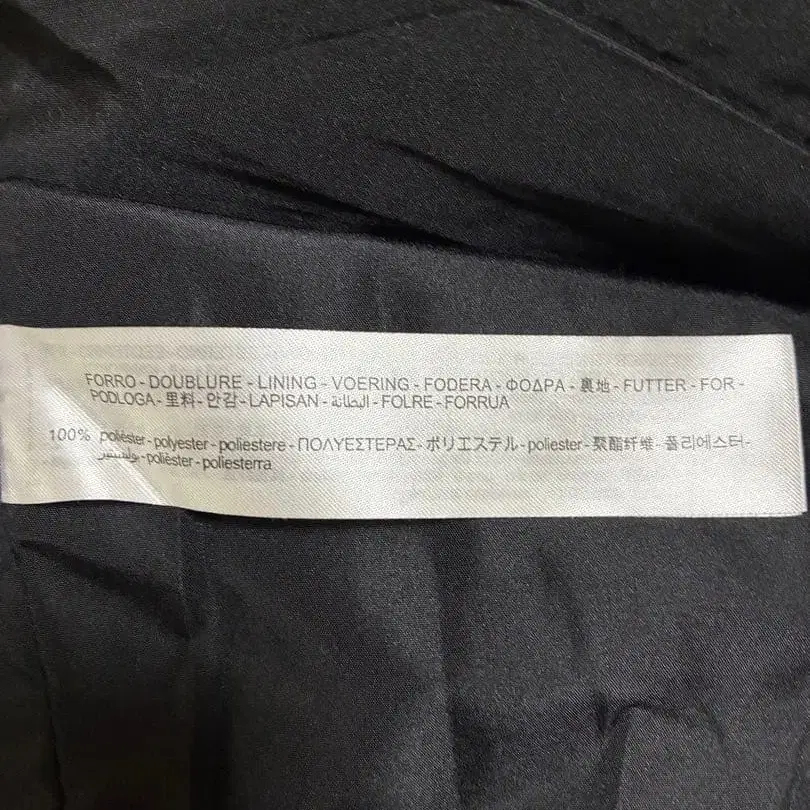 FORRO - DOUBLURE - LINING - VOERING - FODERA - ΦΟΔΡΑ - 裏地 - FUTTER - FOR -
PODLOGA - 里料 - 안감 - LAPISAN - البطانة - FOLRE - FORRUA
100% poliéster - polyester - poliestere - ΠΟΛΥΕΣΤΕΡΑΣ - ポリエステル - poliester - 聚酯纤维 - 폴리에스터 -
بوليستر - polièster - poliesterra